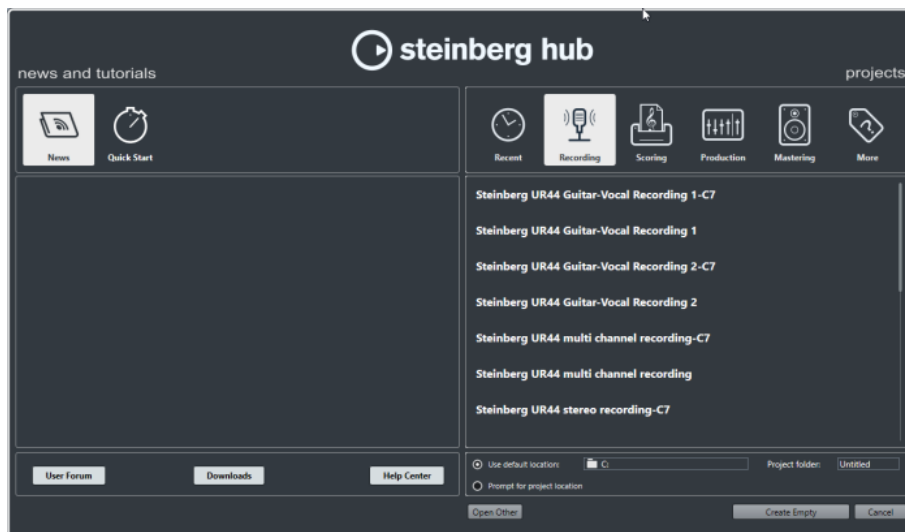 steinberg hub
news and tutorials
projects
News
Quick Start
Recent
Recording
Scoring
Production
Mastering
More
Steinberg UR44 Guitar-Vocal Recording 1-C7
Steinberg UR44 Guitar-Vocal Recording 1
Steinberg UR44 Guitar-Vocal Recording 2-C7
Steinberg UR44 Guitar-Vocal Recording 2
Steinberg UR44 multi channel recording-C7
Steinberg UR44 multi channel recording
Steinberg UR44 stereo recording-C7
User Forum
Downloads
Help Center
Use default location:
C:
Project folder:
Untitled
Prompt for project location
Open Other
Create Empty
Cancel